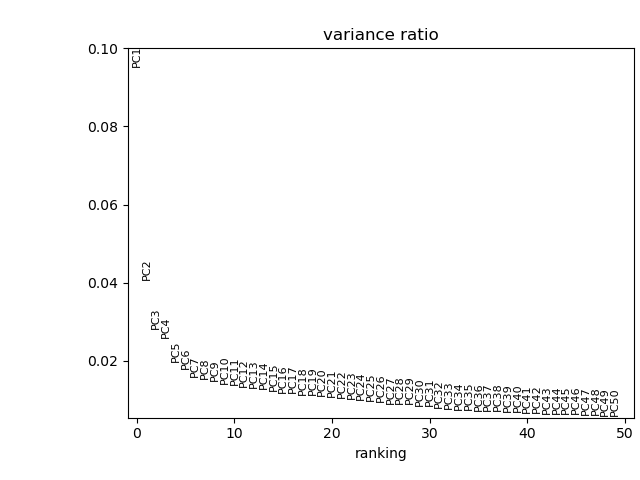 variance ratio
0.10
0.08
0.06
0.04
0.02
PC1
PC2
PC3
PC4
PC5
PC6
PC7
PC8
PC9
PC10
PC11
PC12
PC13
PC14
PC15
PC16
PC17
PC18
PC19
PC20
PC21
PC22
PC23
PC24
PC25
PC26
PC27
PC28
PC29
PC30
PC31
PC32
PC33
PC34
PC35
PC36
PC37
PC38
PC39
PC40
PC41
PC42
PC43
PC44
PC45
PC46
PC47
PC48
PC49
PC50
0 10 20 30 40 50
ranking